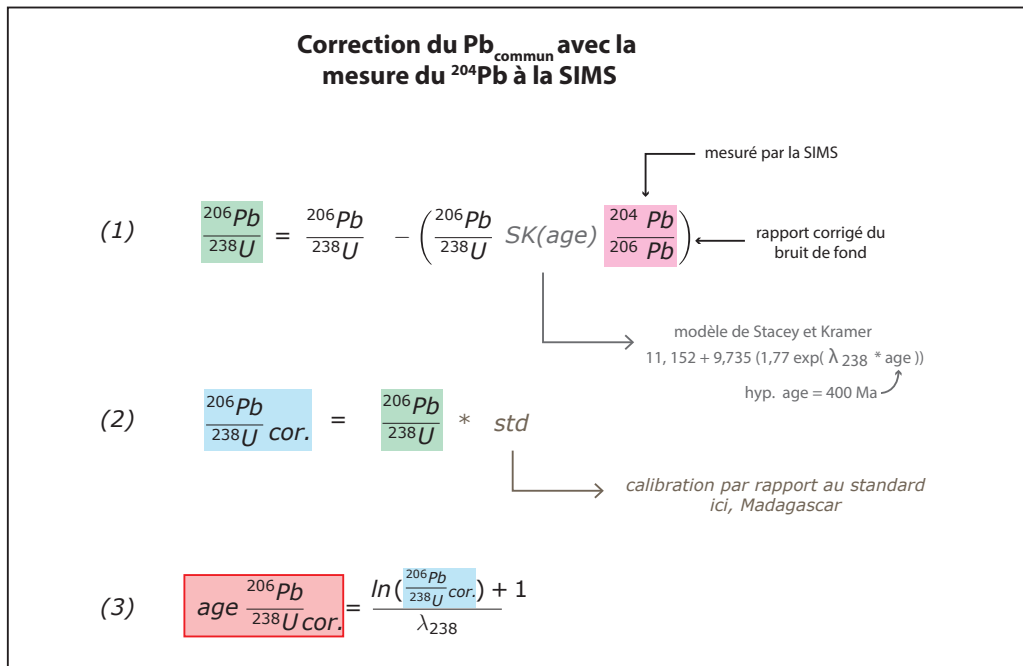 Correction du Pb_commun avec la
mesure du ²⁰⁴Pb à la SIMS
mesuré par la SIMS
(1) ²⁰⁶Pb/²³⁸U = ²⁰⁶Pb/²³⁸U − (²⁰⁶Pb/²³⁸U SK(age) ²⁰⁴Pb/²⁰⁶Pb)
rapport corrigé du
bruit de fond
modèle de Stacey et Kramer
11, 152 + 9,735 (1,77 exp( λ₂₃₈ * age ))
hyp. age = 400 Ma
(2) ²⁰⁶Pb/²³⁸U cor. = ²⁰⁶Pb/²³⁸U * std
calibration par rapport au standard
ici, Madagascar
(3) age ²⁰⁶Pb/²³⁸U cor. = ln(²⁰⁶Pb/²³⁸U cor.) + 1 / λ₂₃₈